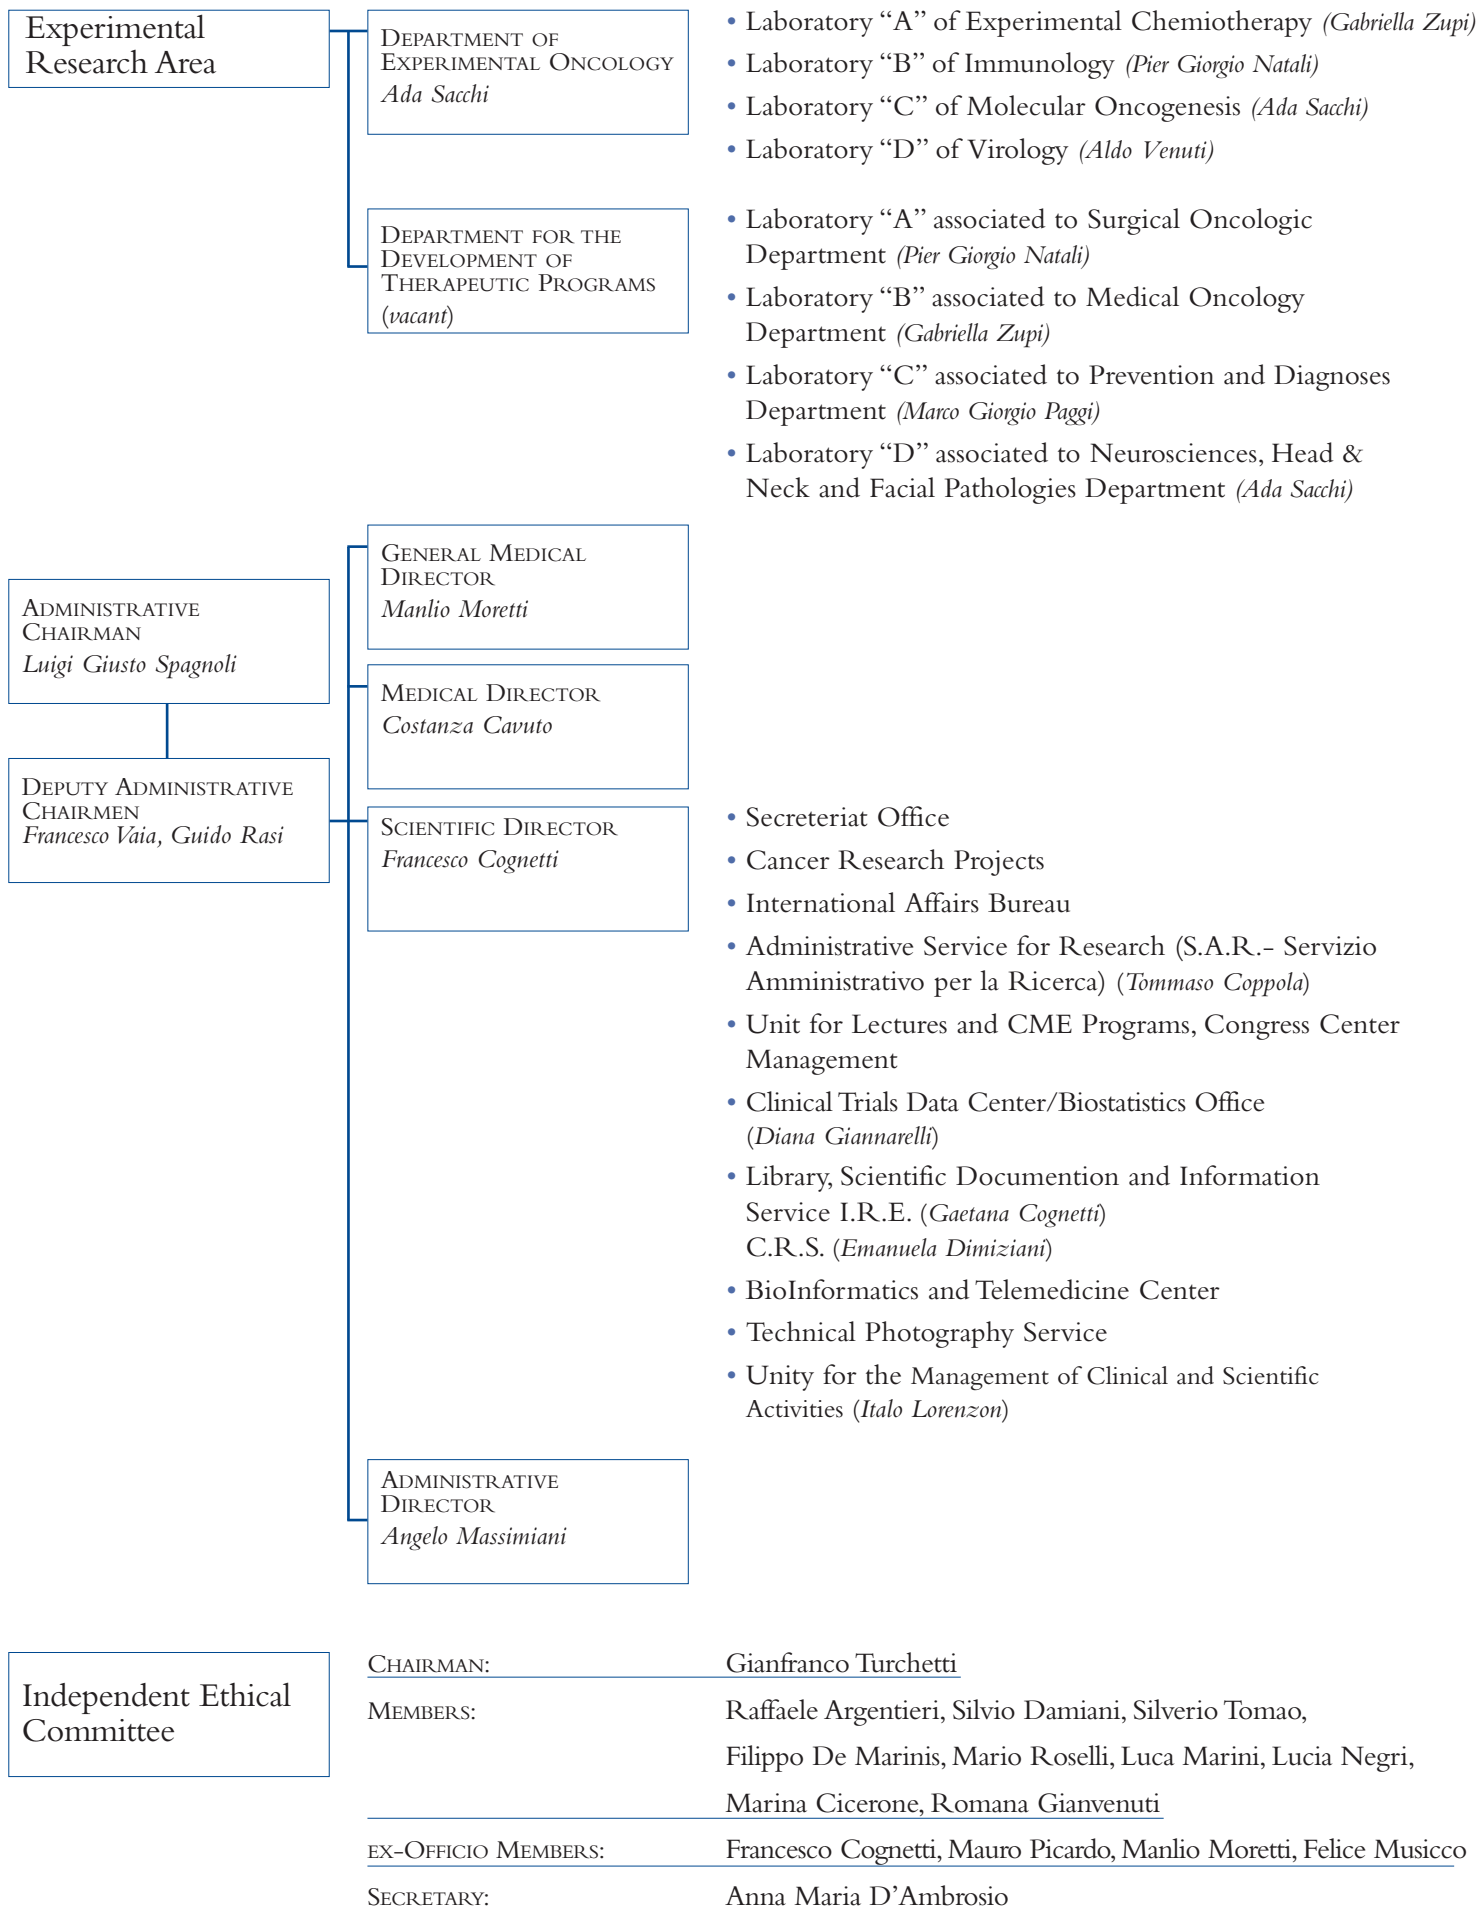 Experimental
Research Area
DEPARTMENT OF
EXPERIMENTAL ONCOLOGY
Ada Sacchi
• Laboratory “A” of Experimental Chemiotherapy (Gabriella Zupi)
• Laboratory “B” of Immunology (Pier Giorgio Natali)
• Laboratory “C” of Molecular Oncogenesis (Ada Sacchi)
• Laboratory “D” of Virology (Aldo Venuti)
DEPARTMENT FOR THE
DEVELOPMENT OF
THERAPEUTIC PROGRAMS
(vacant)
• Laboratory “A” associated to Surgical Oncologic
Department (Pier Giorgio Natali)
• Laboratory “B” associated to Medical Oncology
Department (Gabriella Zupi)
• Laboratory “C” associated to Prevention and Diagnoses
Department (Marco Giorgio Paggi)
• Laboratory “D” associated to Neurosciences, Head &
Neck and Facial Pathologies Department (Ada Sacchi)
ADMINISTRATIVE
CHAIRMAN
Luigi Giusto Spagnoli
DEPUTY ADMINISTRATIVE
CHAIRMEN
Francesco Vaia, Guido Rasi
GENERAL MEDICAL
DIRECTOR
Manlio Moretti
MEDICAL DIRECTOR
Costanza Cavuto
SCIENTIFIC DIRECTOR
Francesco Cognetti
• Secreteriat Office
• Cancer Research Projects
• International Affairs Bureau
• Administrative Service for Research (S.A.R.- Servizio
Amministrativo per la Ricerca) (Tommaso Coppola)
• Unit for Lectures and CME Programs, Congress Center
Management
• Clinical Trials Data Center/Biostatistics Office
(Diana Giannarelli)
• Library, Scientific Documention and Information
Service I.R.E. (Gaetana Cognetti)
C.R.S. (Emanuela Dimiziani)
• BioInformatics and Telemedicine Center
• Technical Photography Service
• Unity for the Management of Clinical and Scientific
Activities (Italo Lorenzon)
ADMINISTRATIVE
DIRECTOR
Angelo Massimiani
Independent Ethical
Committee
CHAIRMAN: Gianfranco Turchetti
MEMBERS: Raffaele Argentieri, Silvio Damiani, Silverio Tomao,
Filippo De Marinis, Mario Roselli, Luca Marini, Lucia Negri,
Marina Cicerone, Romana Gianvenuti
EX-OFFICIO MEMBERS: Francesco Cognetti, Mauro Picardo, Manlio Moretti, Felice Musicco
SECRETARY: Anna Maria D’Ambrosio